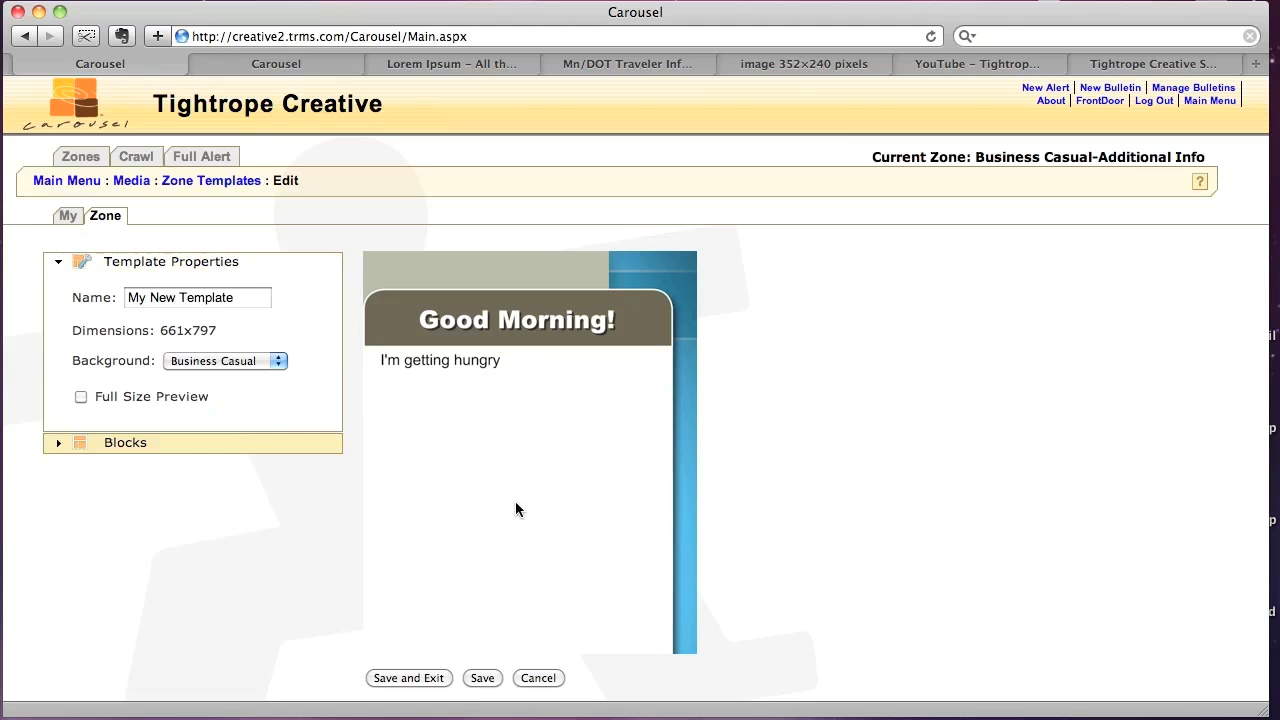 Carousel
http://creative2.trms.com/Carousel/Main.aspx
Carousel
Carousel
Lorem Ipsum – All th...
Mn/DOT Traveler Inf...
image 352×240 pixels
YouTube – Tightrop...
Tightrope Creative S...
carousel
Tightrope Creative
New Alert | New Bulletin | Manage Bulletins
About | FrontDoor | Log Out | Main Menu
Zones
Crawl
Full Alert
Current Zone: Business Casual-Additional Info
Main Menu : Media : Zone Templates : Edit
?
My
Zone
Template Properties
Name: My New Template
Dimensions: 661x797
Background: Business Casual
Full Size Preview
Blocks
Good Morning!
I'm getting hungry
Save and Exit
Save
Cancel